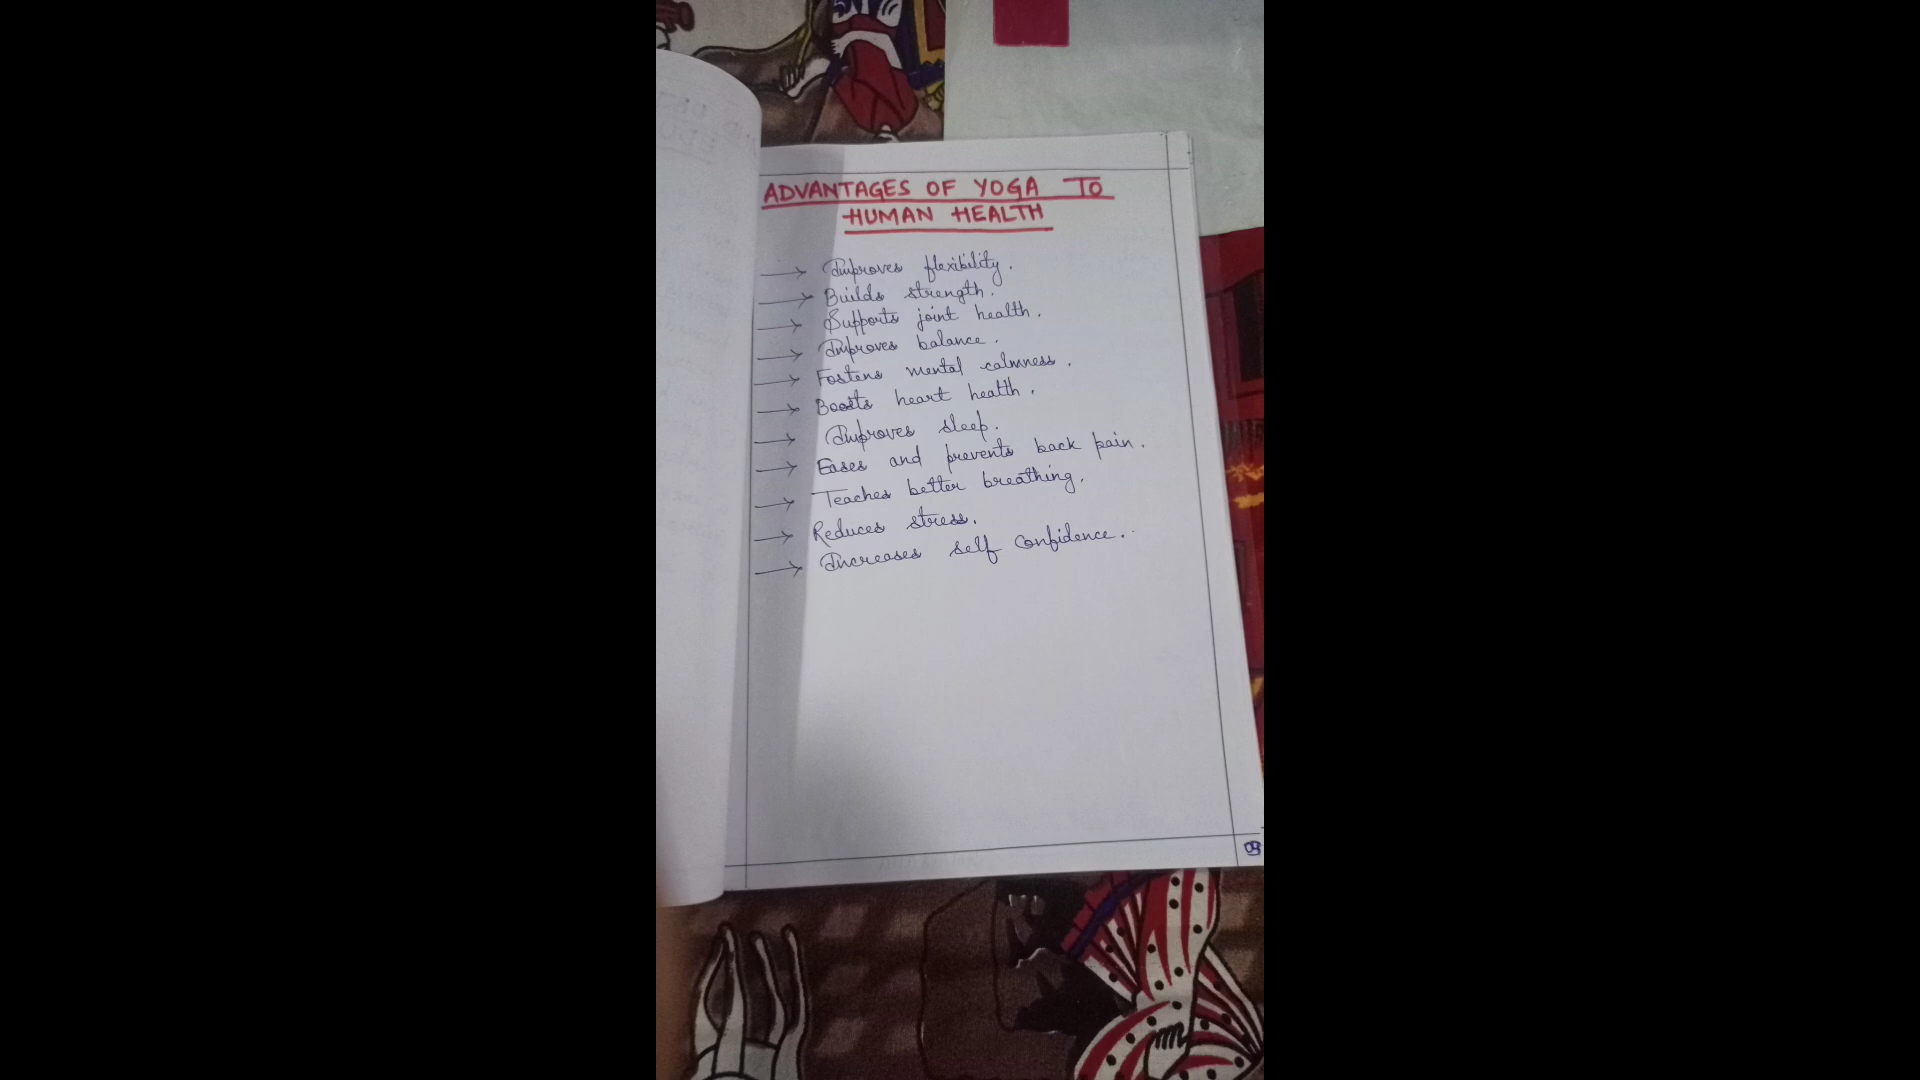 ADVANTAGES OF YOGA TO
HUMAN HEALTH
→ Improves flexibility.
→ Builds strength.
→ Supports joint health.
→ Improves balance.
→ Fosters mental calmness.
→ Boosts heart health.
→ Improves sleep.
→ Eases and prevents back pain.
→ Teaches better breathing.
→ Reduces stress.
→ Increases self confidence.